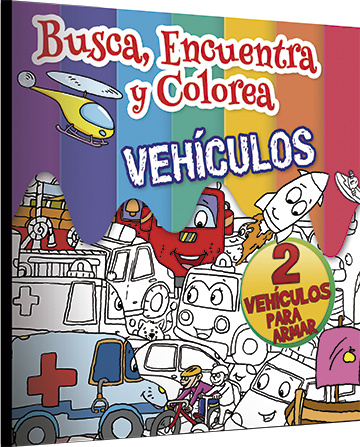 Busca, Encuentra
y Colorea
VEHÍCULOS
2
VEHÍCULOS
PARA
ARMAR